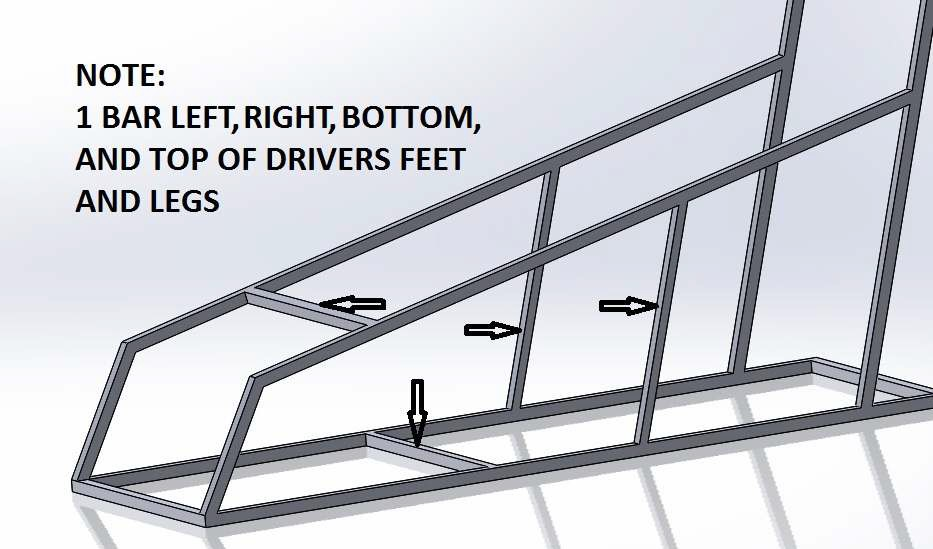 NOTE:
1 BAR LEFT, RIGHT, BOTTOM,
AND TOP OF DRIVERS FEET
AND LEGS